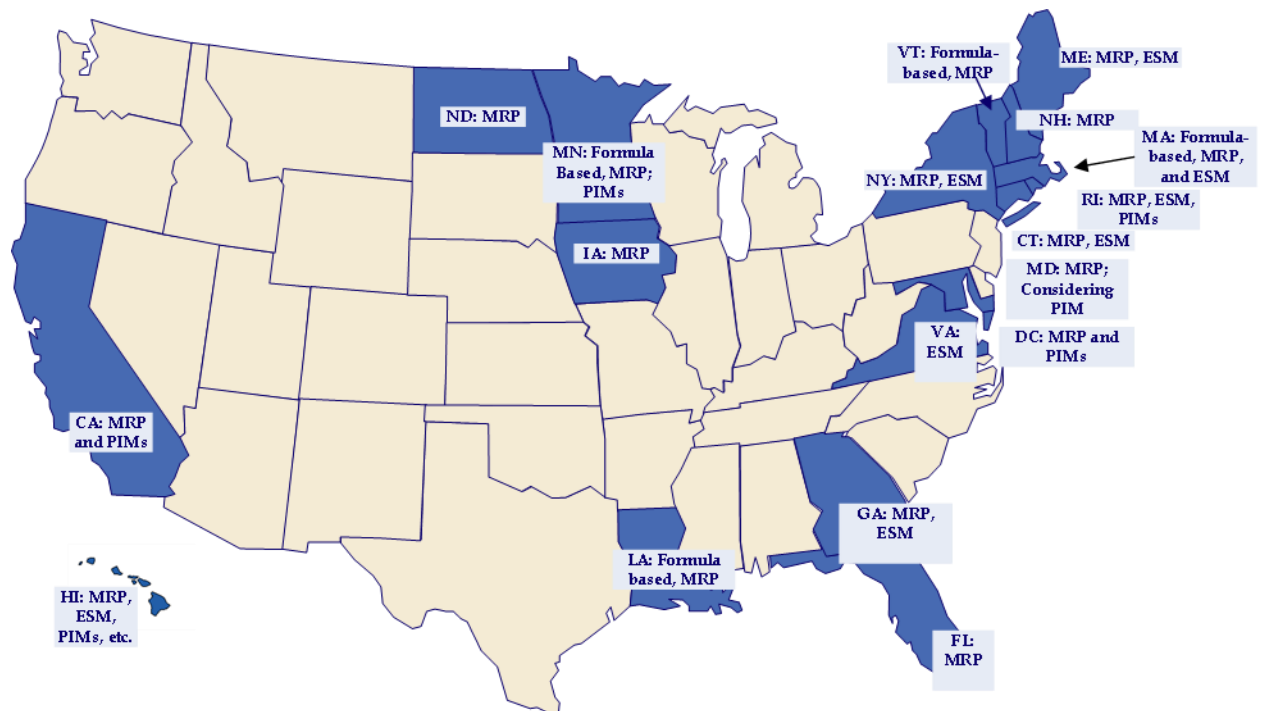 VT: Formula-
based, MRP
ME: MRP, ESM
ND: MRP
NH: MRP
MA: Formula-
based, MRP,
and ESM
MN: Formula
Based, MRP;
PIMs
NY: MRP, ESM
RI: MRP, ESM,
PIMs
CT: MRP, ESM
IA: MRP
MD: MRP;
Considering
PIM
VA:
ESM
DC: MRP and
PIMs
CA: MRP
and PIMs
GA: MRP,
ESM
LA: Formula
based, MRP
HI: MRP,
ESM,
PIMs, etc.
FL:
MRP